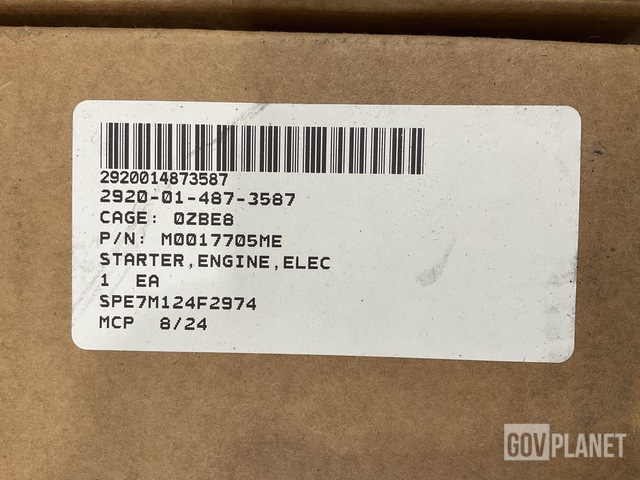 2920014873587
2920-01-487-3587
CAGE: 0ZBE8
P/N: M0017705ME
STARTER,ENGINE,ELEC
1 EA
SPE7M124F2974
MCP 8/24
GOVPLANET